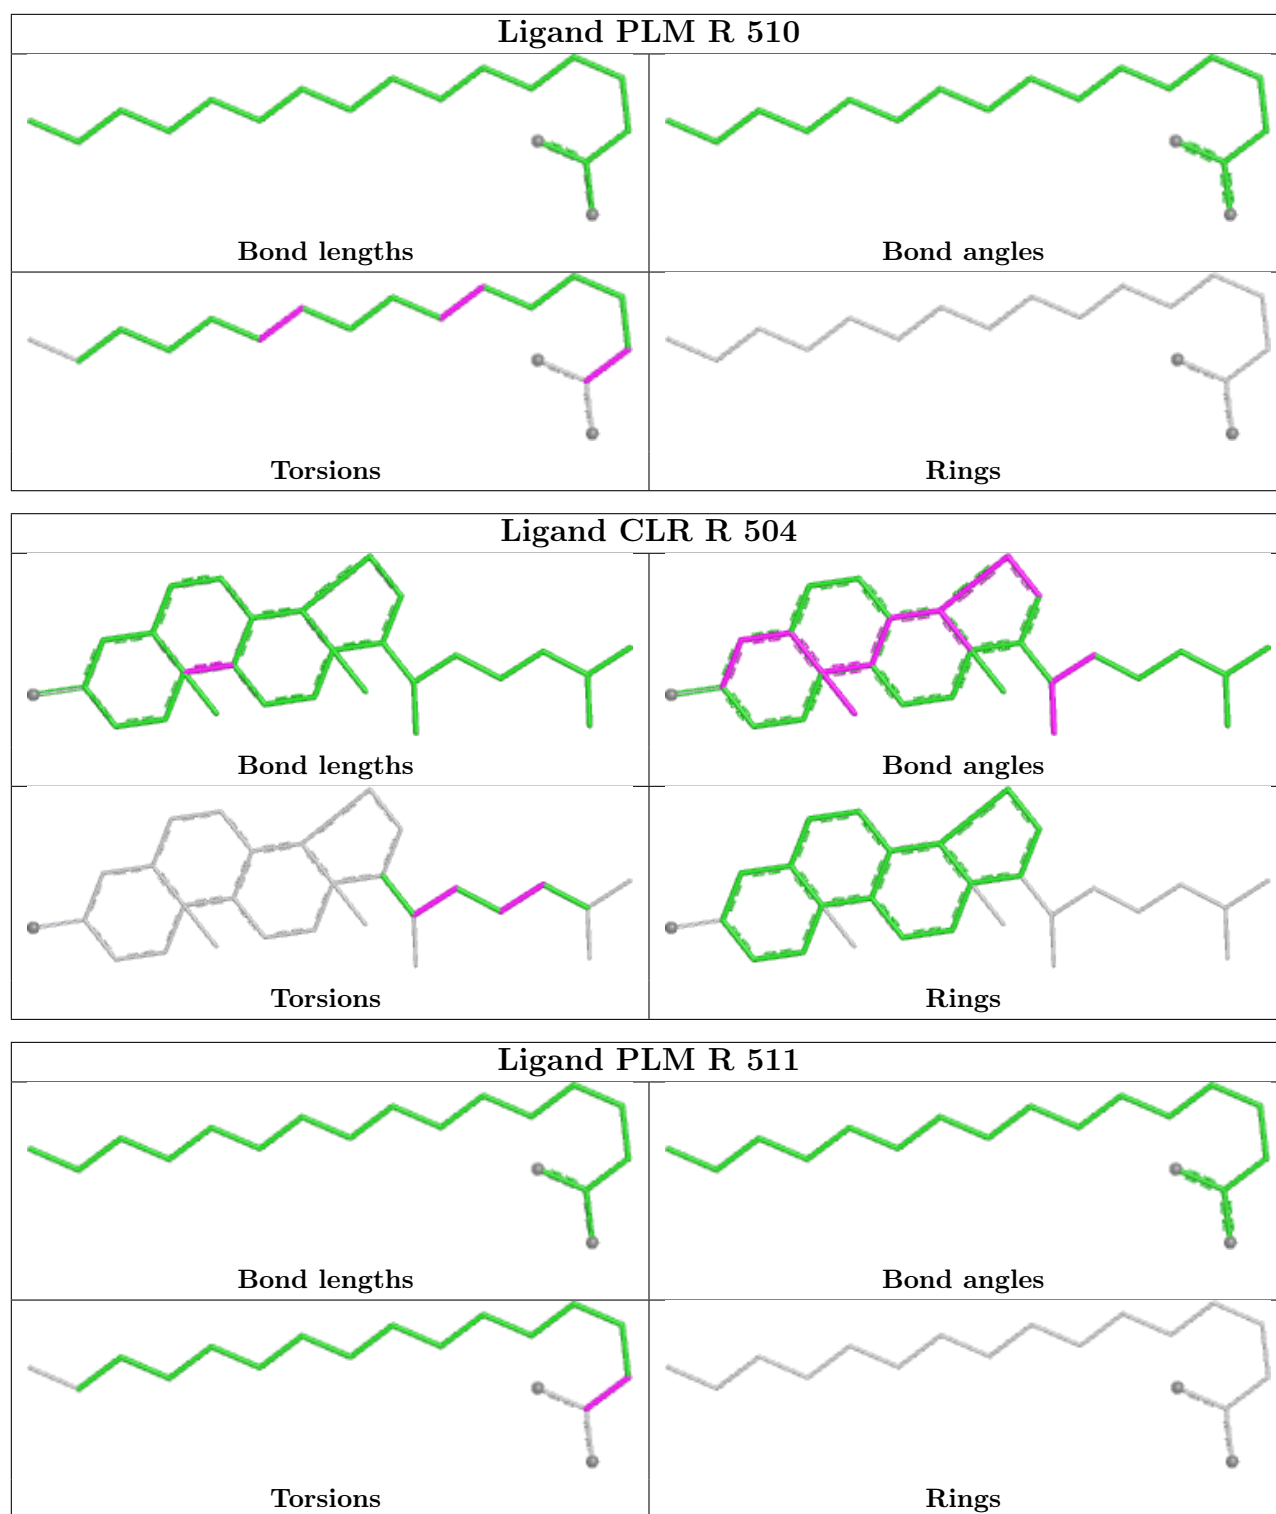 Ligand PLM R 510
Bond lengths
Bond angles
Torsions
Rings
Ligand CLR R 504
Bond lengths
Bond angles
Torsions
Rings
Ligand PLM R 511
Bond lengths
Bond angles
Torsions
Rings